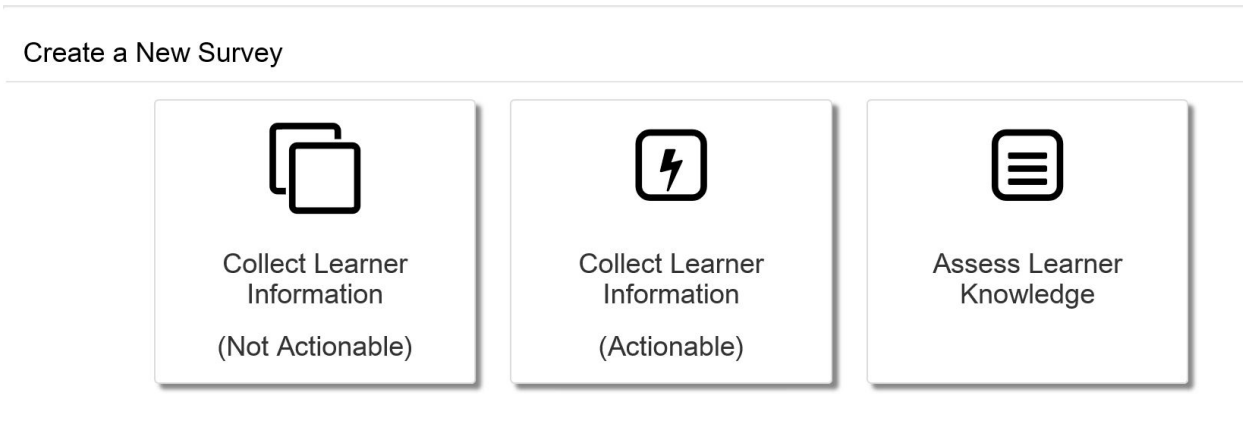 Create a New Survey
Collect Learner
Information
(Not Actionable)
Collect Learner
Information
(Actionable)
Assess Learner
Knowledge